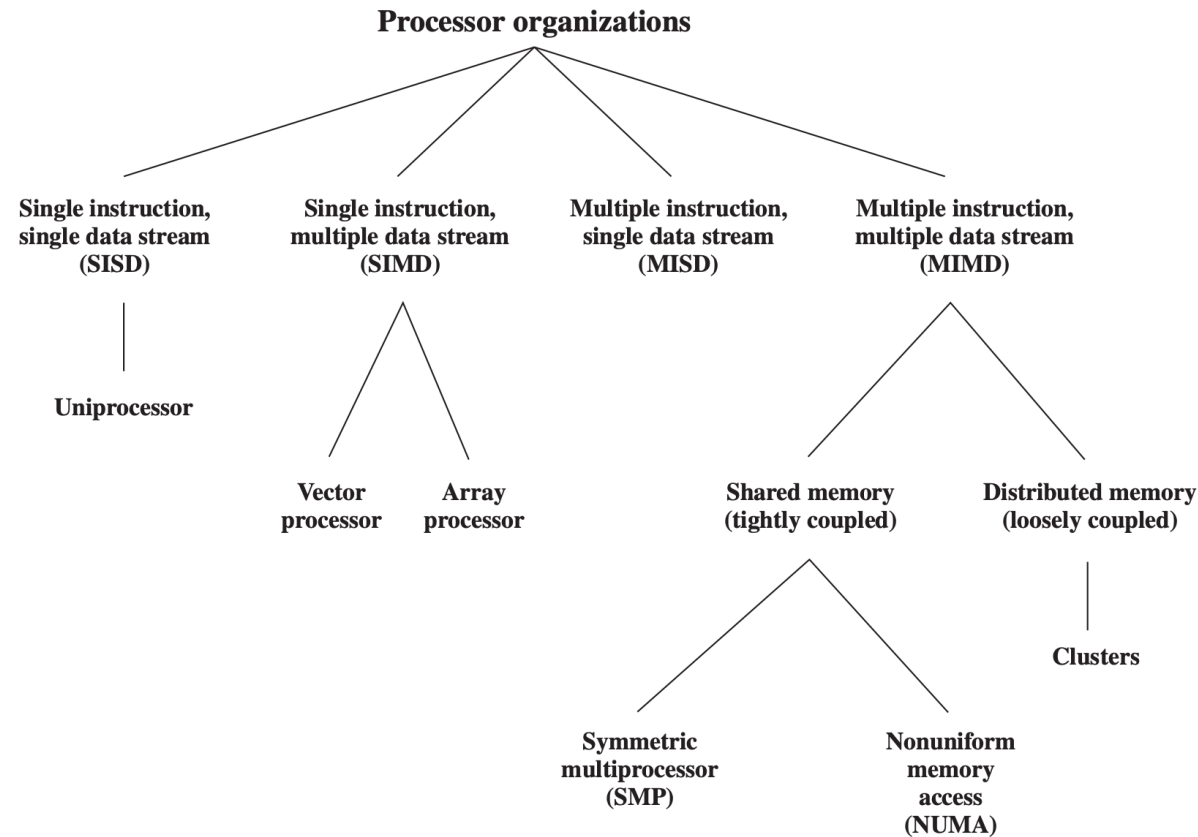 Processor organizations
Single instruction,
single data stream
(SISD)
Single instruction,
multiple data stream
(SIMD)
Multiple instruction,
single data stream
(MISD)
Multiple instruction,
multiple data stream
(MIMD)
Uniprocessor
Vector
processor
Array
processor
Shared memory
(tightly coupled)
Distributed memory
(loosely coupled)
Clusters
Symmetric
multiprocessor
(SMP)
Nonuniform
memory
access
(NUMA)